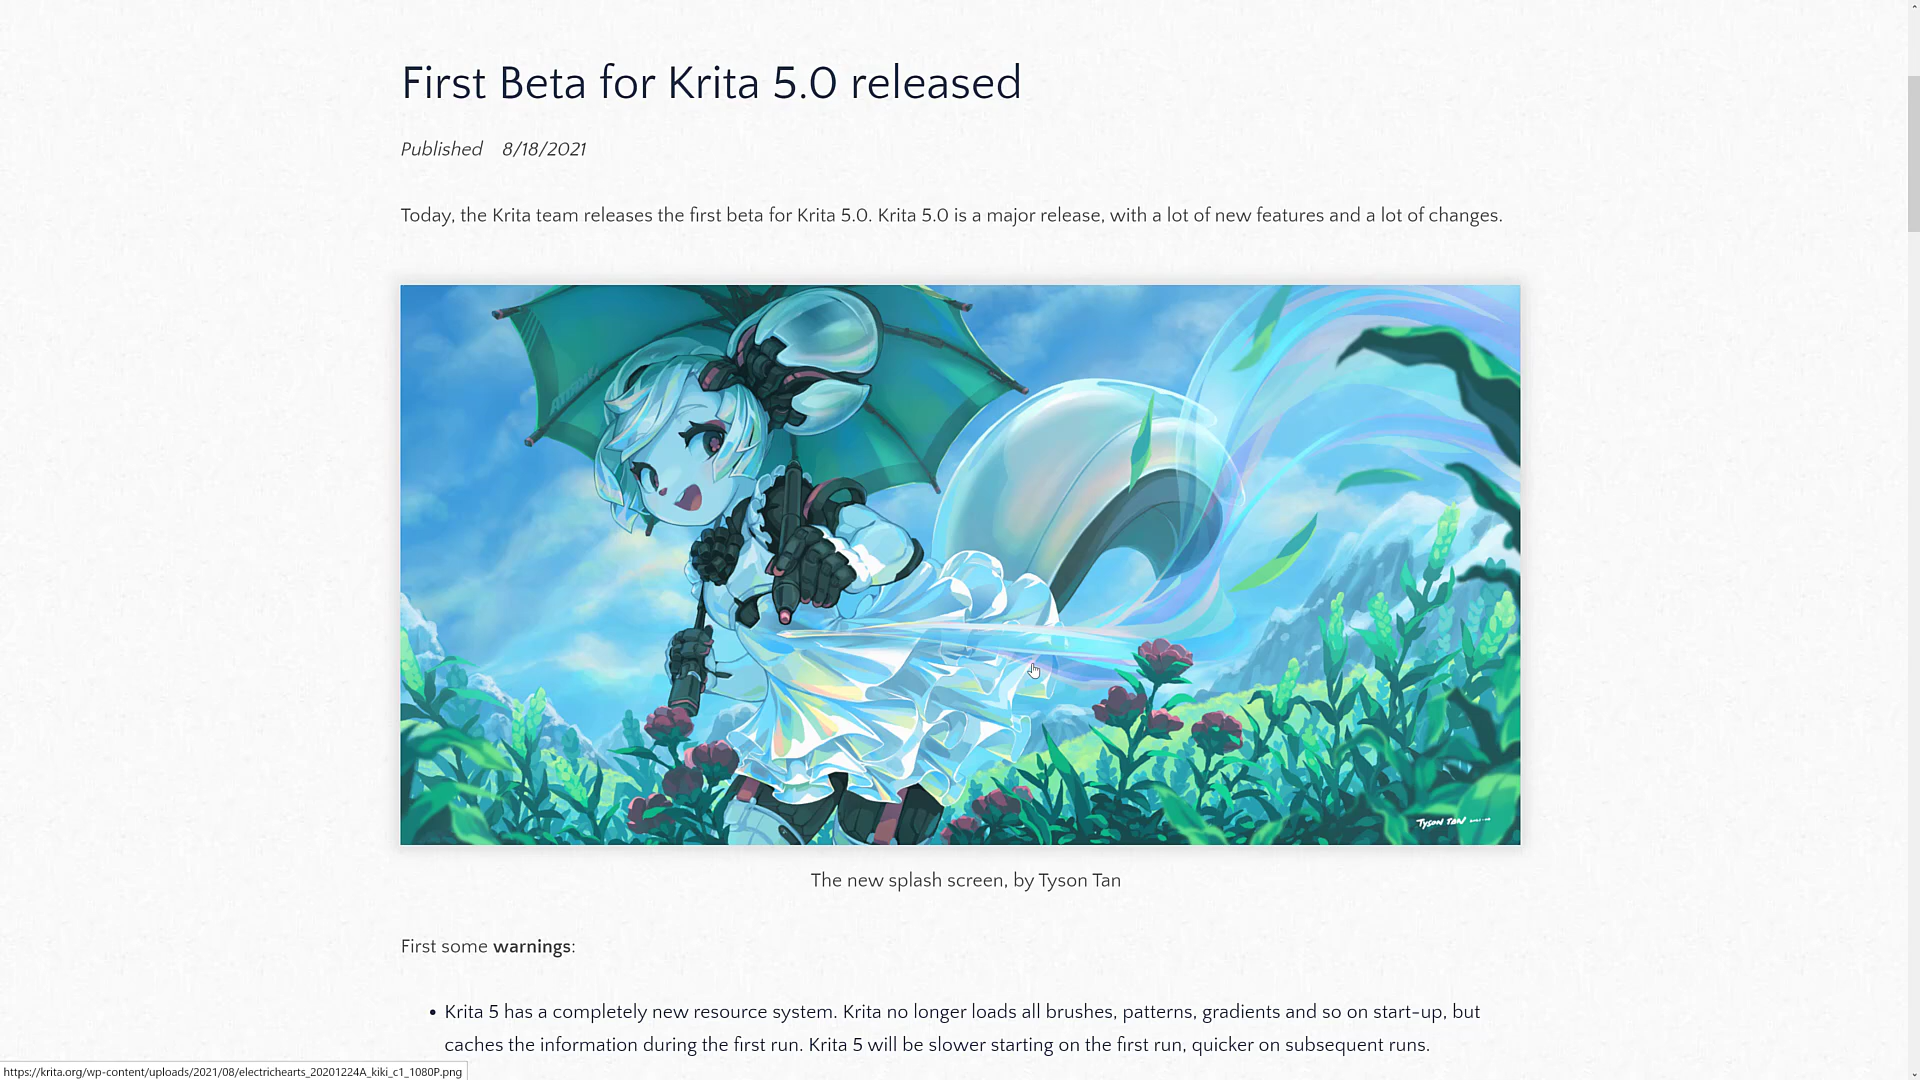 First Beta for Krita 5.0 released
Published 8/18/2021
Today, the Krita team releases the first beta for Krita 5.0. Krita 5.0 is a major release, with a lot of new features and a lot of changes.
TYSON TAN
The new splash screen, by Tyson Tan
First some warnings:
• Krita 5 has a completely new resource system. Krita no longer loads all brushes, patterns, gradients and so on start-up, but
caches the information during the first run. Krita 5 will be slower starting on the first run, quicker on subsequent runs.
https://krita.org/wp-content/uploads/2021/08/electrichearts_20201224A_kiki_c1_1080P.png